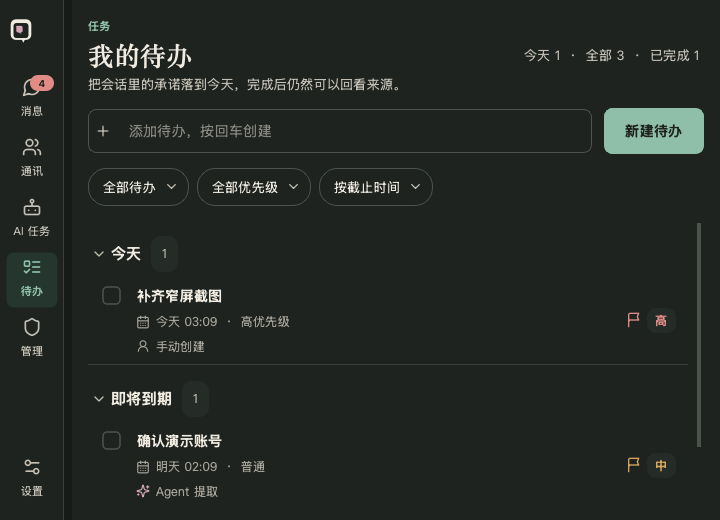 4
消息
通讯
AI 任务
待办
管理
设置
任务
我的待办
今天 1 · 全部 3 · 已完成 1
把会话里的承诺落到今天，完成后仍然可以回看来源。
添加待办，按回车创建
新建待办
全部待办
全部优先级
按截止时间
今天 1
补齐窄屏截图
今天 03:09 · 高优先级
高
手动创建
即将到期 1
确认演示账号
明天 02:09 · 普通
中
Agent 提取